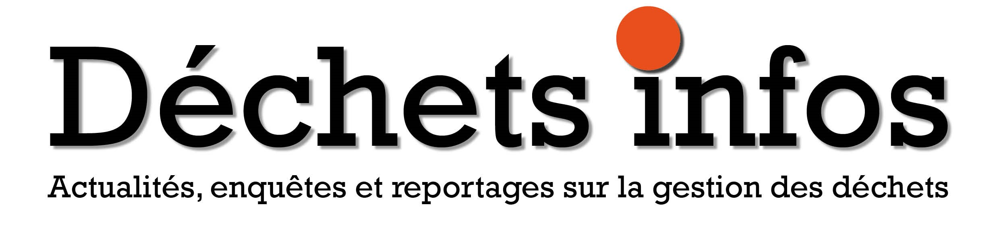 Déchets infos
Actualités, enquêtes et reportages sur la gestion des déchets